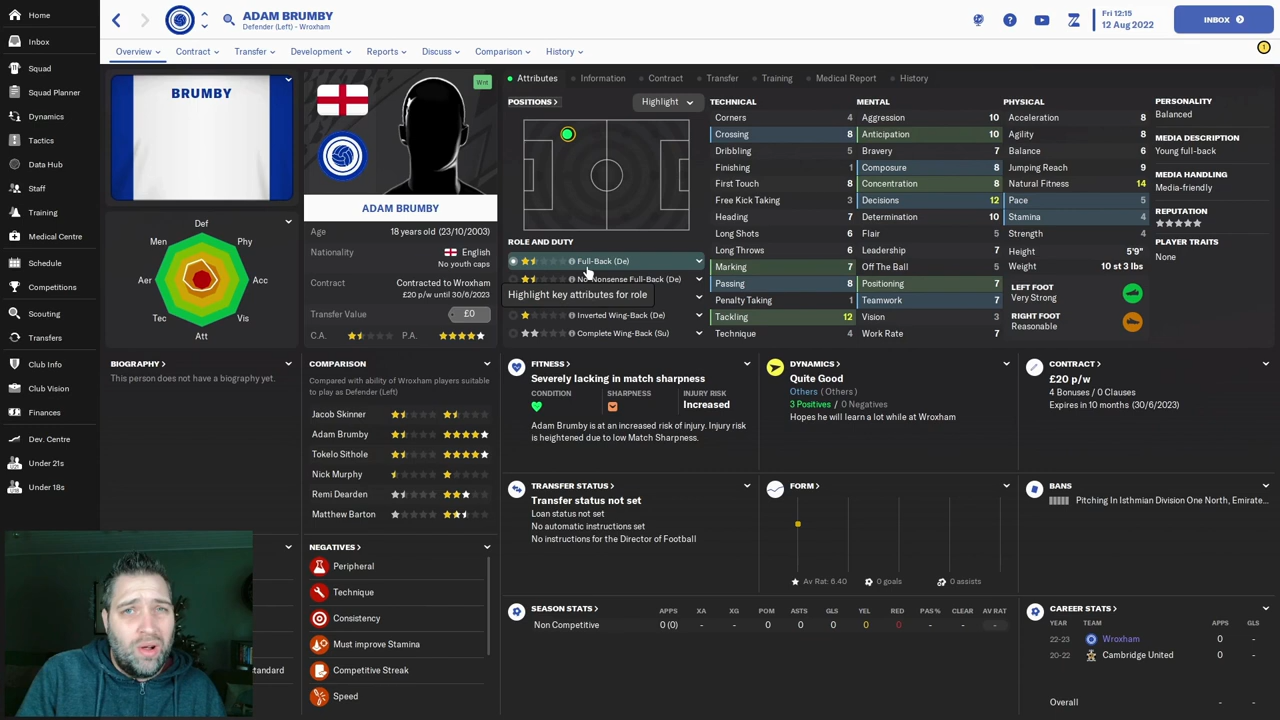 Home
Inbox
Squad
Squad Planner
Dynamics
Tactics
Data Hub
Staff
Training
Medical Centre
Schedule
Competitions
Scouting
Transfers
Club Info
Club Vision
Finances
Dev. Centre
Under 21s
Under 18s
ADAM BRUMBY
Defender (Left) - Wroxham
Fri 12:15
12 Aug 2022
INBOX
1
Overview
Contract
Transfer
Development
Reports
Discuss
Comparison
History
BRUMBY
Def
Phy
Acc
Vis
Att
Tec
Aer
Men
Wnt
ADAM BRUMBY
Age 18 years old (23/10/2003)
Nationality English
No youth caps
Contract Contracted to Wroxham
£20 p/w until 30/6/2023
Transfer Value £0
C.A. P.A.
Attributes
Information
Contract
Transfer
Training
Medical Report
History
POSITIONS >
Highlight
ROLE AND DUTY
Full-Back (De)
No-Nonsense Full-Back (De)
Highlight key attributes for role
Inverted Wing-Back (De)
Complete Wing-Back (Su)
TECHNICAL
Corners 4
Crossing 8
Dribbling 5
Finishing 1
First Touch 8
Free Kick Taking 3
Heading 7
Long Shots 6
Long Throws 6
Marking 7
Passing 8
Penalty Taking 1
Tackling 12
Technique 4
MENTAL
Aggression 10
Anticipation 10
Bravery 7
Composure 8
Concentration 8
Decisions 12
Determination 10
Flair 5
Leadership 7
Off The Ball 5
Positioning 7
Teamwork 7
Vision 3
Work Rate 7
PHYSICAL
Acceleration 8
Agility 8
Balance 6
Jumping Reach 9
Natural Fitness 14
Pace 5
Stamina 4
Strength 4
Height 5'9"
Weight 10 st 3 lbs
LEFT FOOT
Very Strong
RIGHT FOOT
Reasonable
PERSONALITY
Balanced
MEDIA DESCRIPTION
Young full-back
MEDIA HANDLING
Media-friendly
REPUTATION
PLAYER TRAITS
None
BIOGRAPHY >
This person does not have a biography yet.
COMPARISON
Compared with ability of Wroxham players suitable
to play as Defender (Left)
Jacob Skinner
Adam Brumby
Tokelo Sithole
Nick Murphy
Remi Dearden
Matthew Barton
NEGATIVES >
Peripheral
Technique
Consistency
Must improve Stamina
Competitive Streak
Speed
FITNESS >
Severely lacking in match sharpness
CONDITION
SHARPNESS
INJURY RISK
Increased
Adam Brumby is at an increased risk of injury. Injury risk
is heightened due to low Match Sharpness.
DYNAMICS >
Quite Good
Others ( Others )
3 Positives / 0 Negatives
Hopes he will learn a lot while at Wroxham
CONTRACT >
£20 p/w
4 Bonuses / 0 Clauses
Expires in 10 months (30/6/2023)
TRANSFER STATUS >
Transfer status not set
Loan status not set
No automatic instructions set
No instructions for the Director of Football
FORM >
Av Rat: 6.40
0 goals
0 assists
BANS
Pitching In Isthmian Division One North, Emirate...
SEASON STATS > APPS XA XG POM ASTS GLS YEL RED PAS% CLEAR AV RAT
Non Competitive 0 (0) - - 0 0 0 0 0 - - -
CAREER STATS >
YEAR TEAM APPS GLS
22-23 Wroxham 0 -
20-22 Cambridge United 0 -
Overall - -
standard